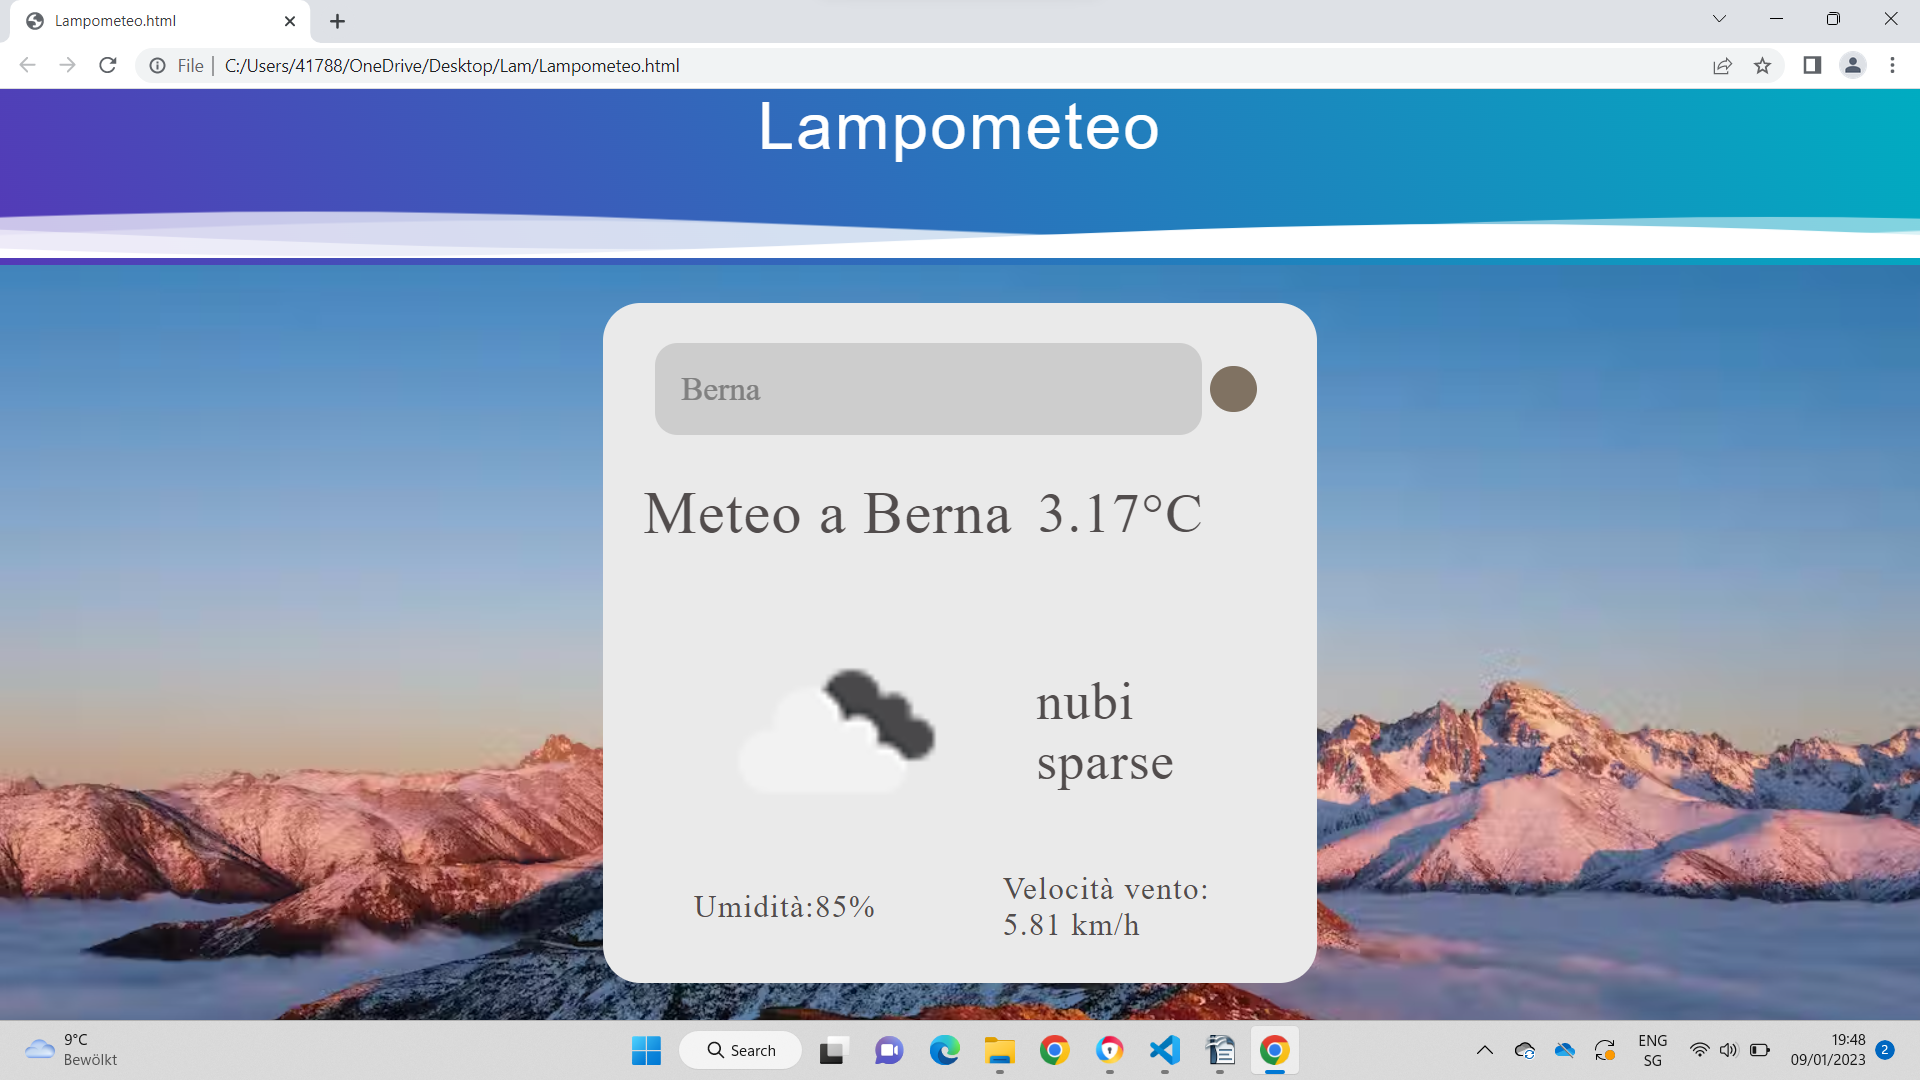 Lampometeo.html
File
C:/Users/41788/OneDrive/Desktop/Lam/Lampometeo.html
Lampometeo
Berna
Meteo a Berna 3.17°C
nubi
sparse
Umidità:85%
Velocità vento:
5.81 km/h
9°C
Bewölkt
Search
ENG
SG
19:48
09/01/2023
2